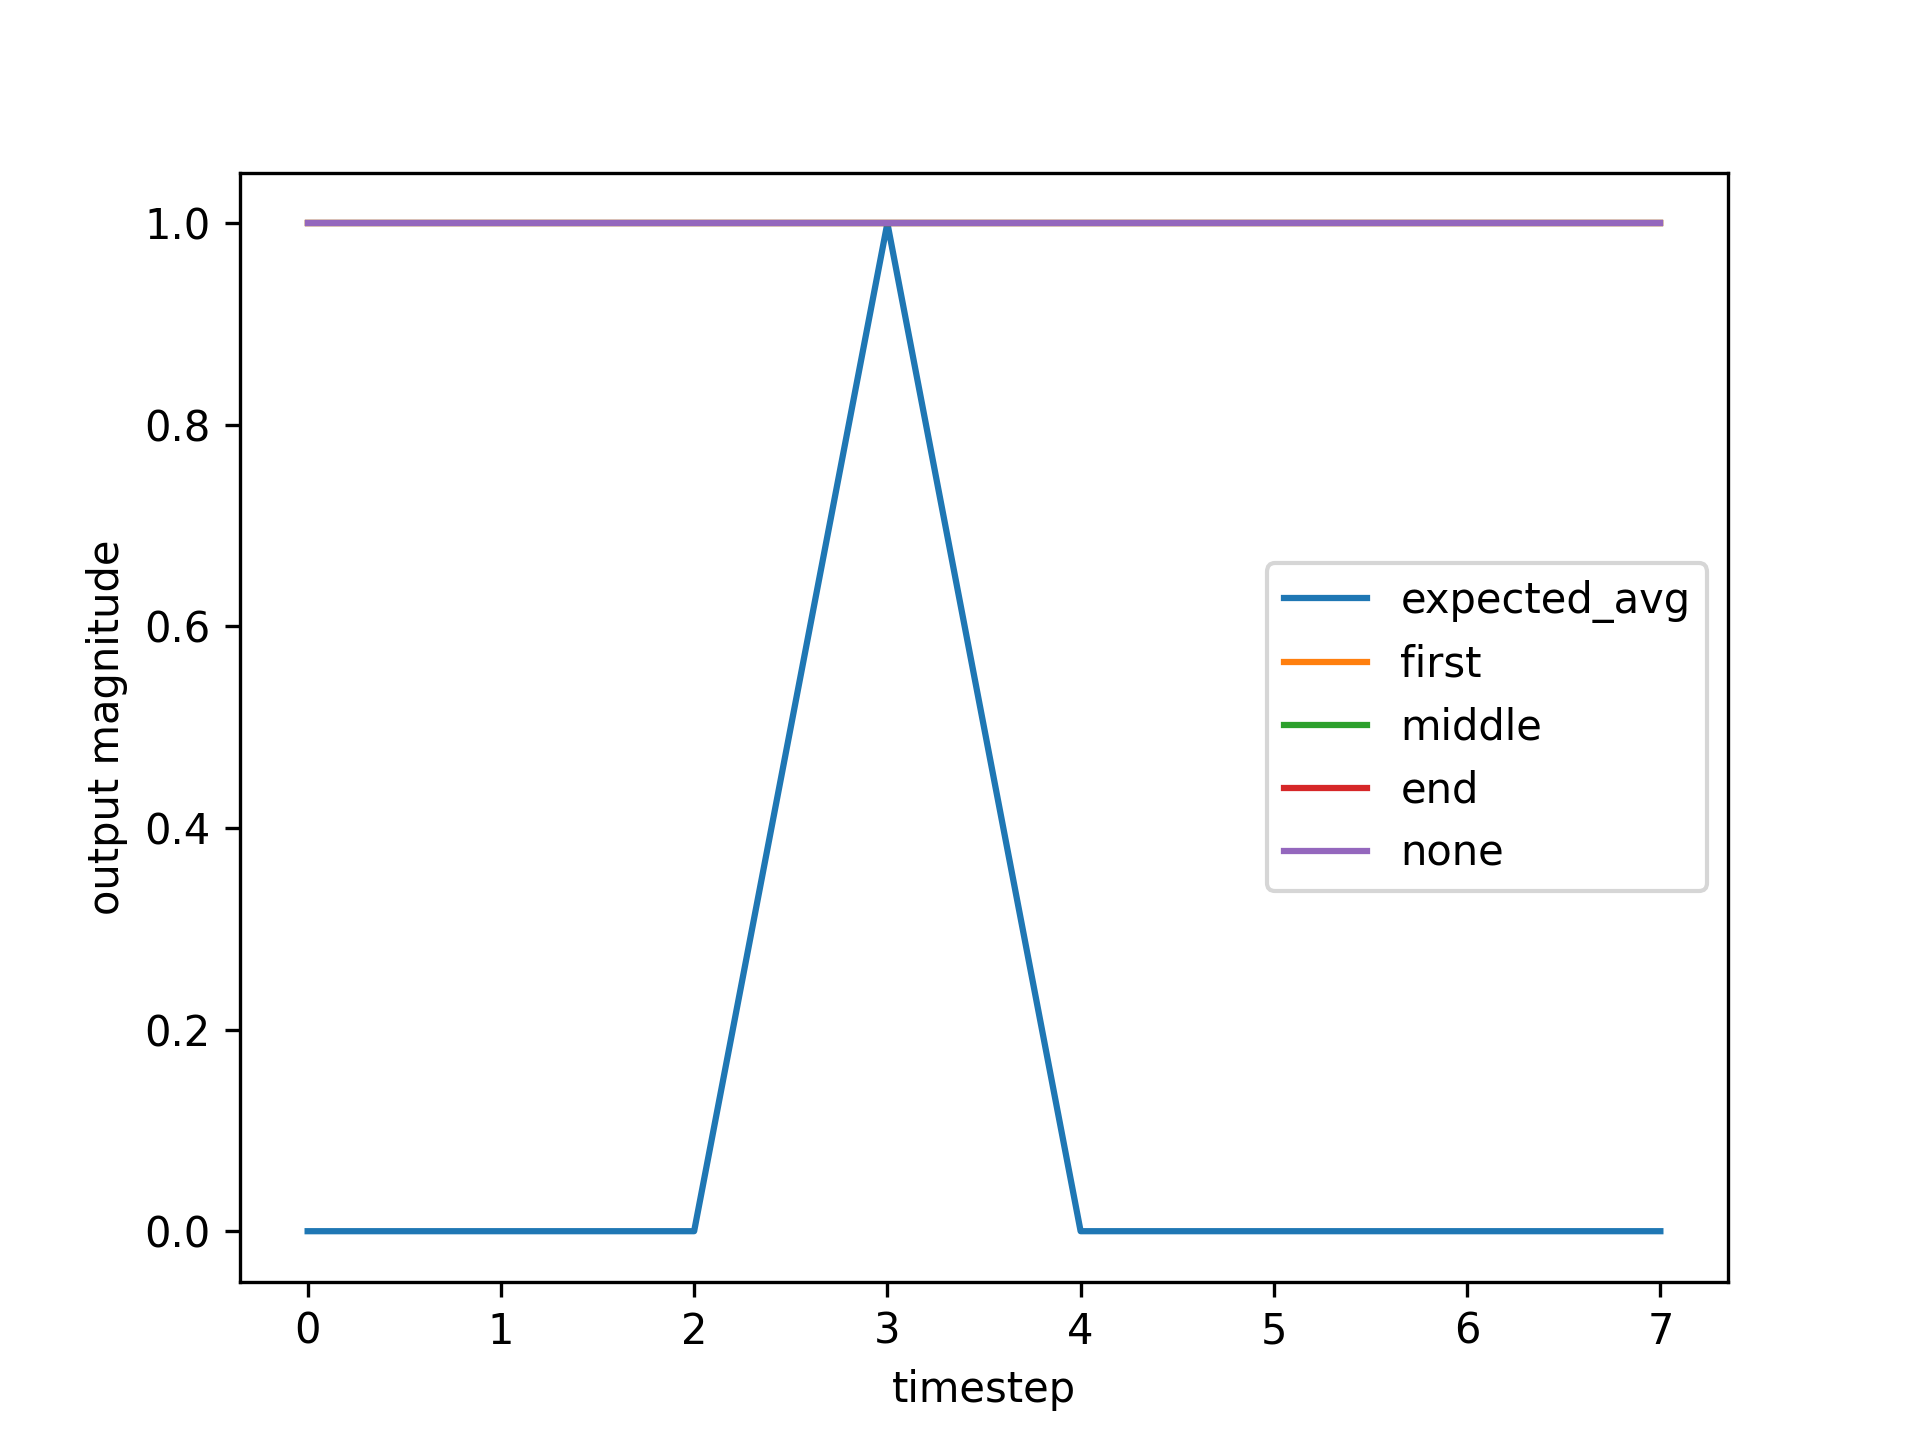 output magnitude
1.0
0.8
0.6
0.4
0.2
0.0
expected_avg
first
middle
end
none
0 1 2 3 4 5 6 7
timestep